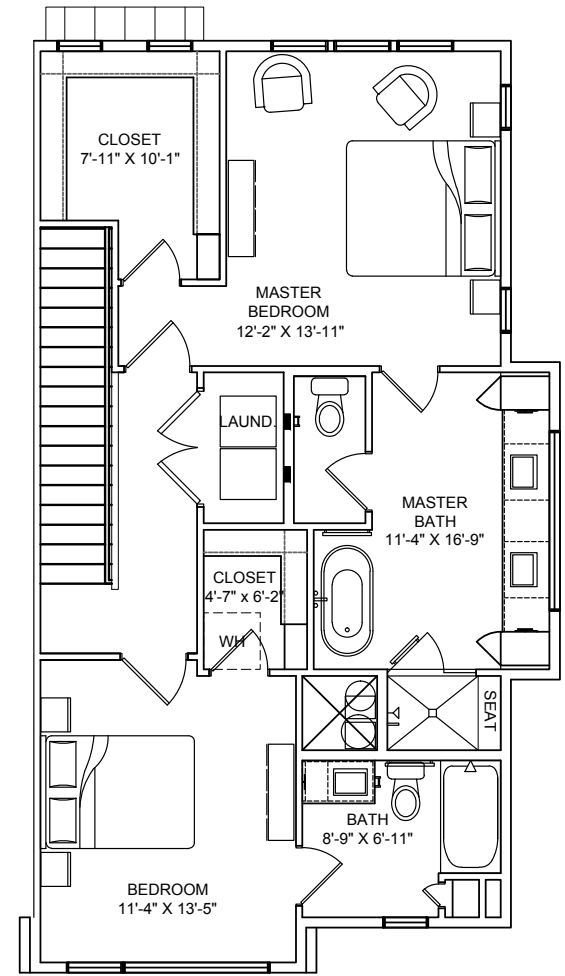 CLOSET
7'-11" X 10'-1"
MASTER
BEDROOM
12'-2" X 13'-11"
LAUND.
MASTER
BATH
11'-4" X 16'-9"
CLOSET
4'-7" x 6'-2"
WH
SEAT
BATH
8'-9" X 6'-11"
BEDROOM
11'-4" X 13'-5"